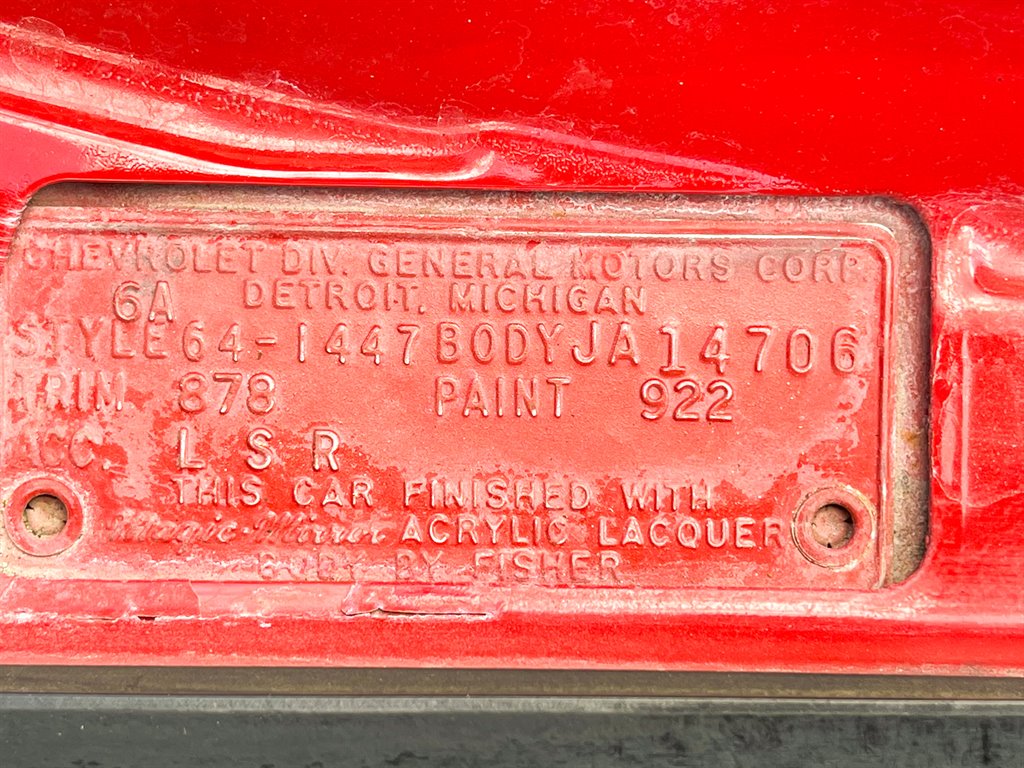 CHEVROLET DIV. GENERAL MOTORS CORP
6A DETROIT, MICHIGAN
STYLE 64-1447 BODY JA 14706
TRIM 878 PAINT 922
ACC. L S R
THIS CAR FINISHED WITH
Magic-Mirror ACRYLIC LACQUER
BODY BY FISHER